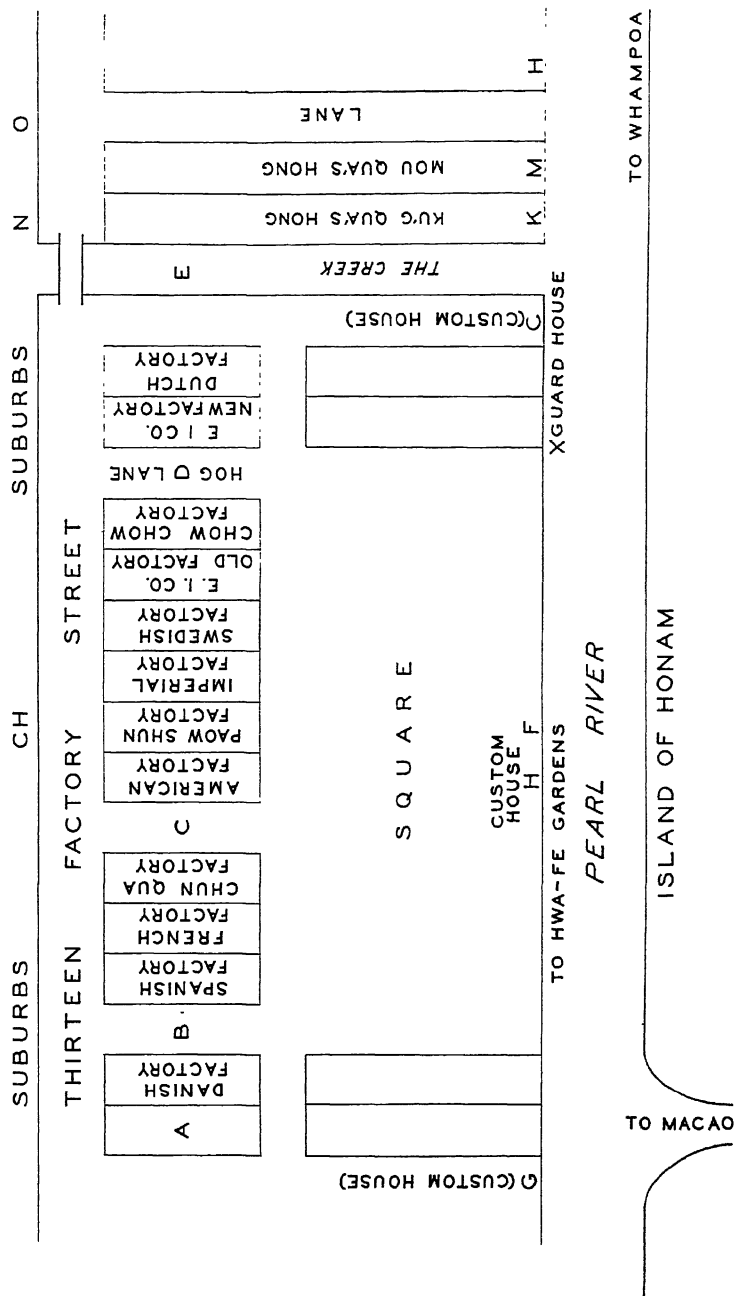 SUBURBS
CH
SUBURBS
N
O
THIRTEEN FACTORY STREET
A
DANISH
FACTORY
B
SPANISH
FACTORY
FRENCH
FACTORY
CHUN QUA
FACTORY
C
AMERICAN
FACTORY
PAOW SHUN
FACTORY
IMPERIAL
FACTORY
SWEDISH
FACTORY
E. I. CO.
OLD FACTORY
CHOW CHOW
FACTORY
HOG D LANE
E I CO.
NEW FACTORY
DUTCH
FACTORY
E
THE CREEK
KU'G QUA'S HONG
K
MOU QUA'S HONG
M
LANE
H
G (CUSTOM HOUSE)
SQUARE
CUSTOM
HOUSE
H F
C (CUSTOM HOUSE)
TO HWA-FE GARDENS
X GUARD HOUSE
PEARL RIVER
TO MACAO
ISLAND OF HONAM
TO WHAMPOA